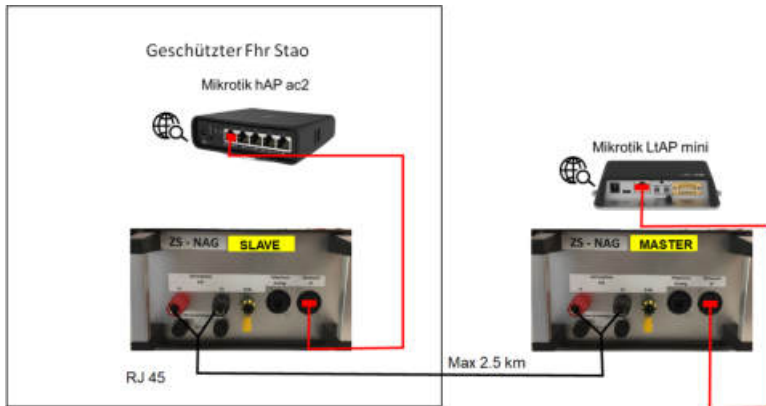 Geschützter Fhr Stao
Mikrotik hAP ac2
Mikrotik LtAP mini
ZS - NAG SLAVE
ZS - NAG MASTER
RJ 45
Max 2.5 km